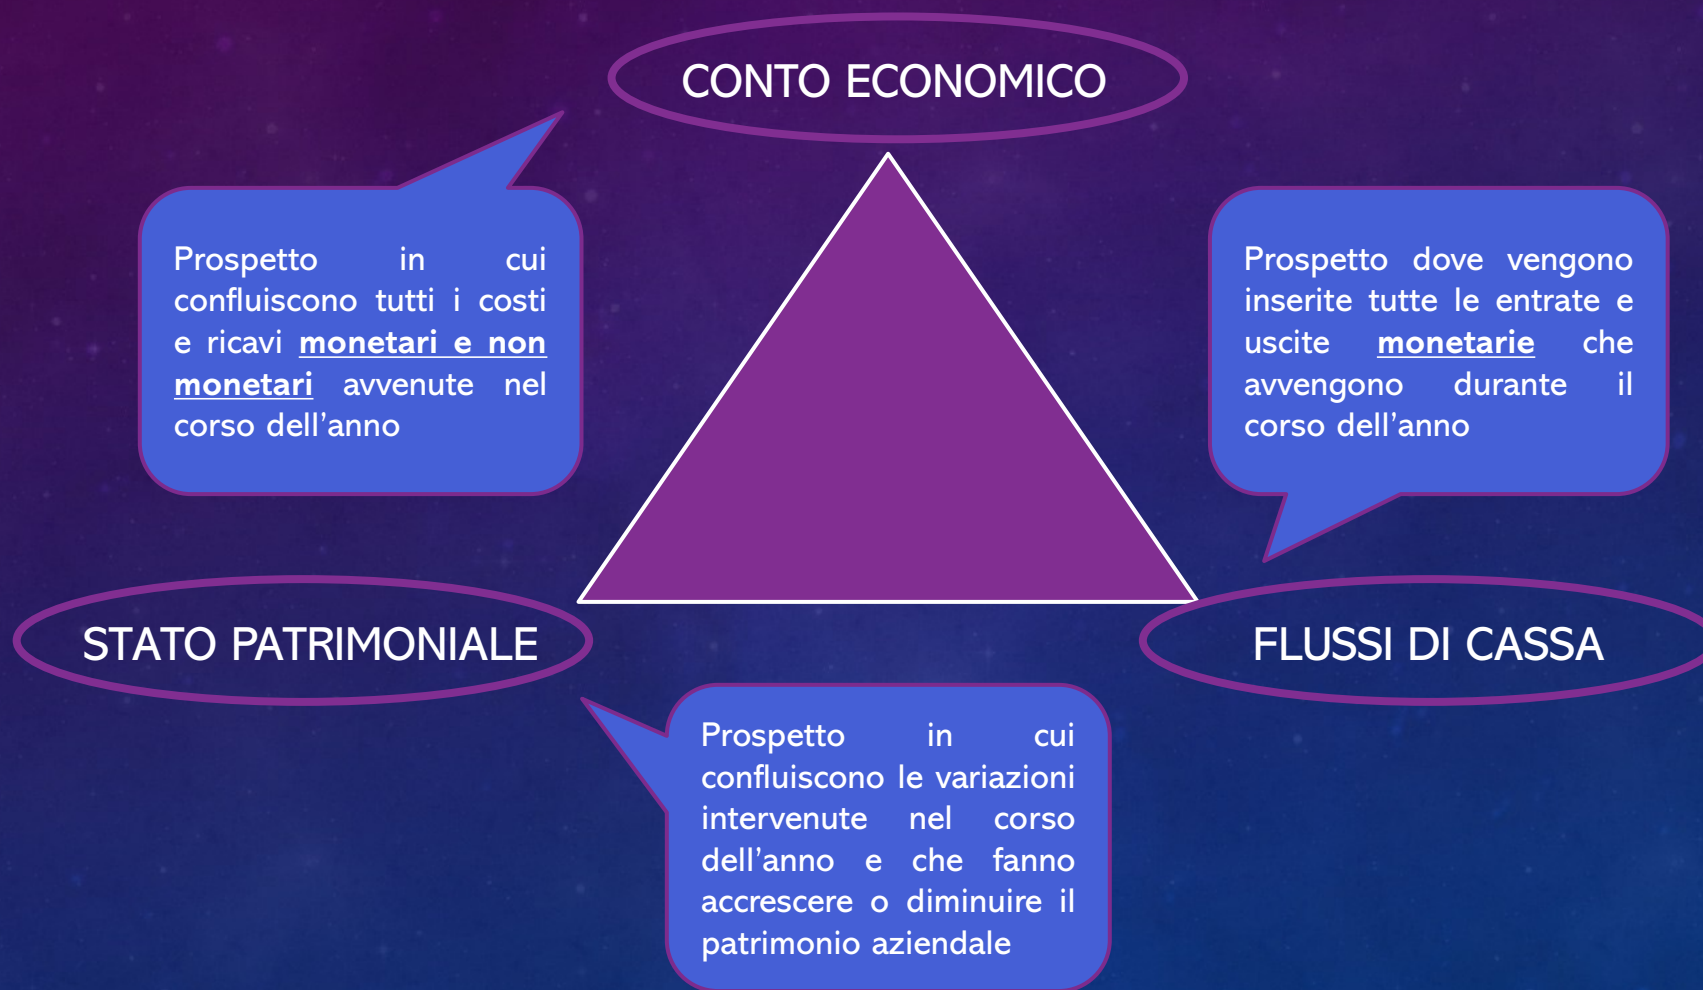 CONTO ECONOMICO
Prospetto in cui
confluiscono tutti i costi
e ricavi monetari e non
monetari avvenute nel
corso dell’anno
Prospetto dove vengono
inserite tutte le entrate e
uscite monetarie che
avvengono durante il
corso dell’anno
STATO PATRIMONIALE
FLUSSI DI CASSA
Prospetto in cui
confluiscono le variazioni
intervenute nel corso
dell’anno e che fanno
accrescere o diminuire il
patrimonio aziendale